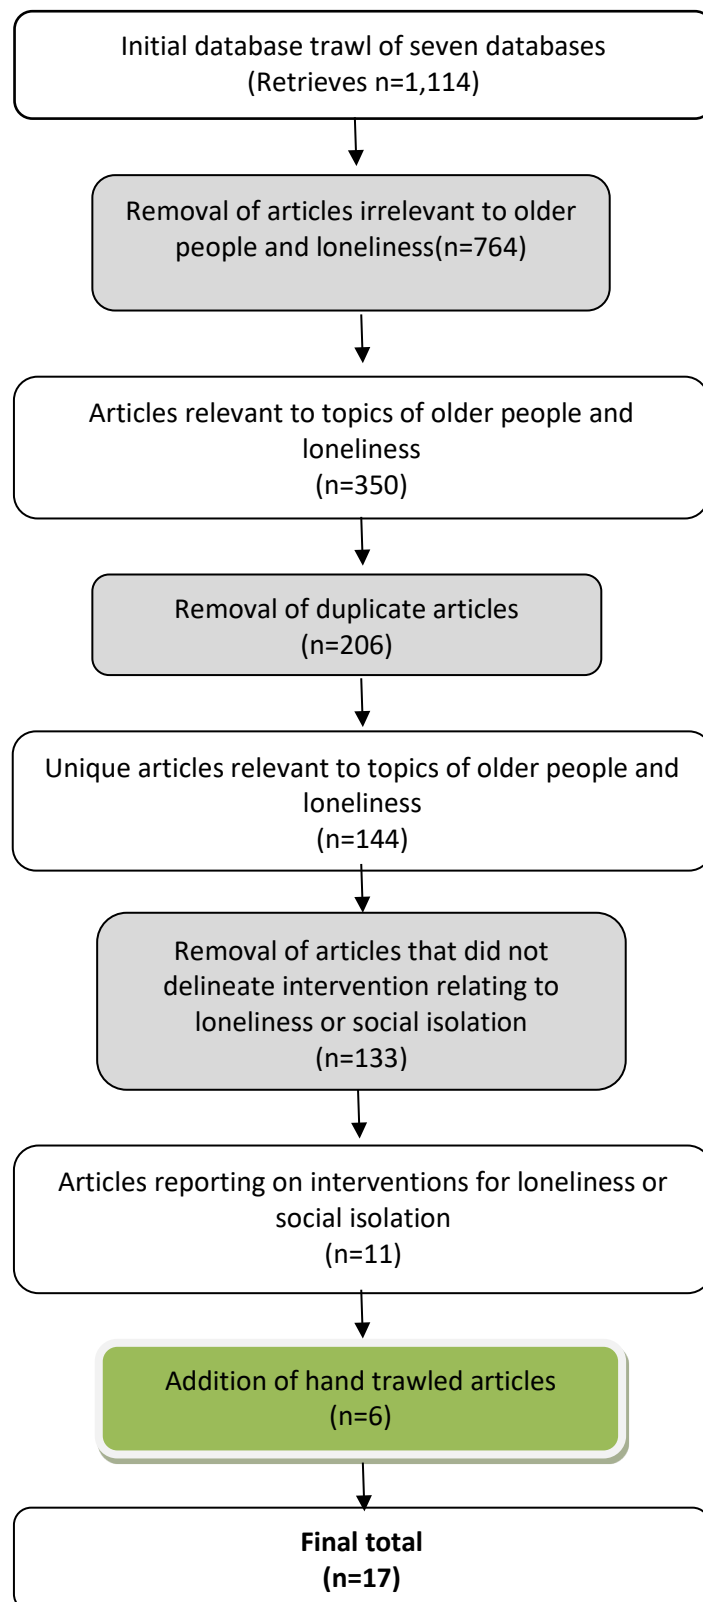 Initial database trawl of seven databases
(Retrieves n=1,114)
Removal of articles irrelevant to older
people and loneliness(n=764)
Articles relevant to topics of older people and
loneliness
(n=350)
Removal of duplicate articles
(n=206)
Unique articles relevant to topics of older people and
loneliness
(n=144)
Removal of articles that did not
delineate intervention relating to
loneliness or social isolation
(n=133)
Articles reporting on interventions for loneliness or
social isolation
(n=11)
Addition of hand trawled articles
(n=6)
Final total
(n=17)